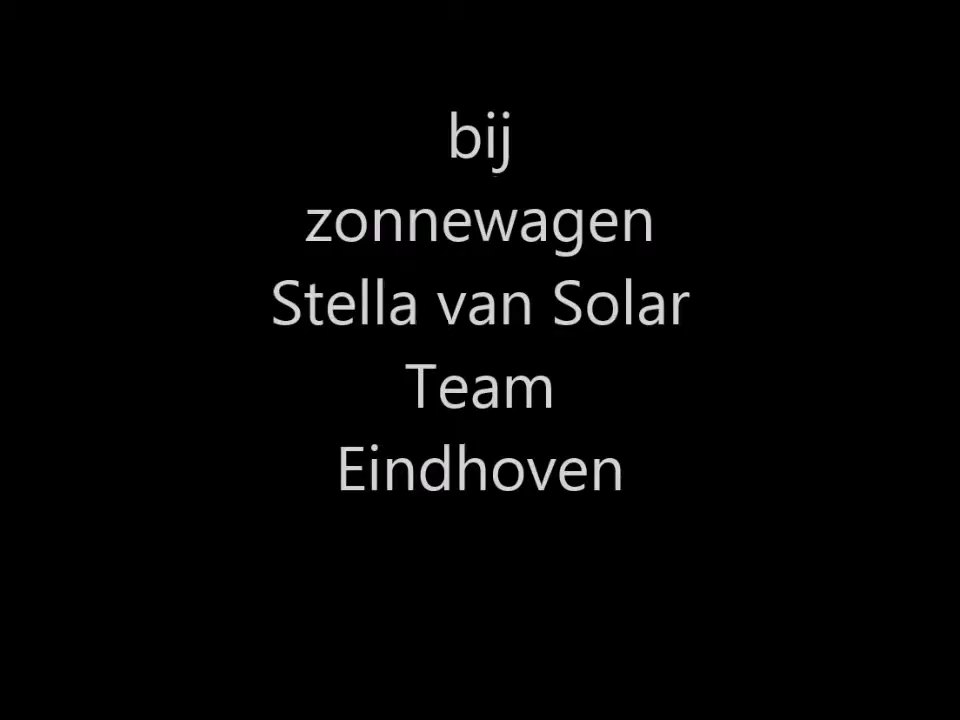 bij
zonnewagen
Stella van Solar
Team
Eindhoven